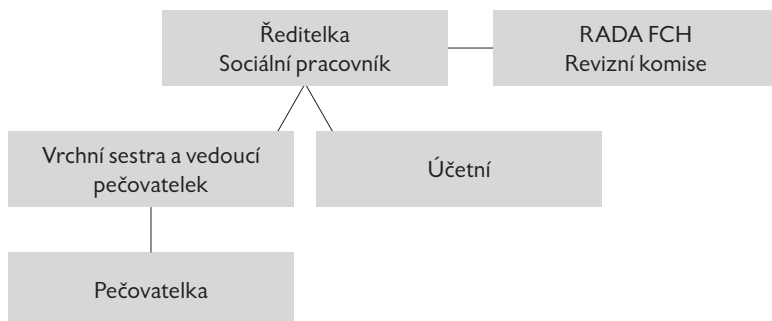 Ředitelka
Sociální pracovník
RADA FCH
Revizní komise
Vrchní sestra a vedoucí
pečovatelek
Účetní
Pečovatelka